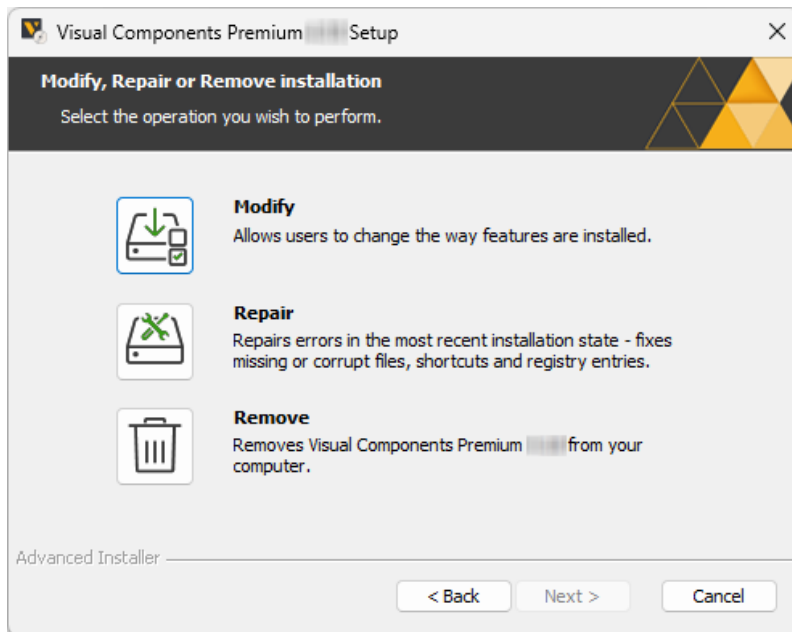 Visual Components Premium Setup
Modify, Repair or Remove installation
Select the operation you wish to perform.
Modify
Allows users to change the way features are installed.
Repair
Repairs errors in the most recent installation state - fixes
missing or corrupt files, shortcuts and registry entries.
Remove
Removes Visual Components Premium from your
computer.
Advanced Installer
< Back
Next >
Cancel